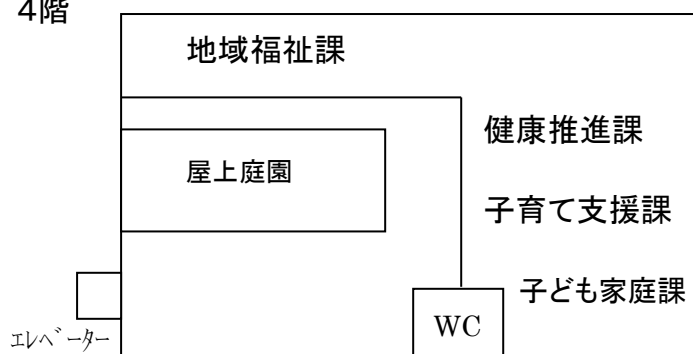 4階
地域福祉課
健康推進課
屋上庭園
子育て支援課
子ども家庭課
WC
ｴﾚﾍﾞｰﾀｰ